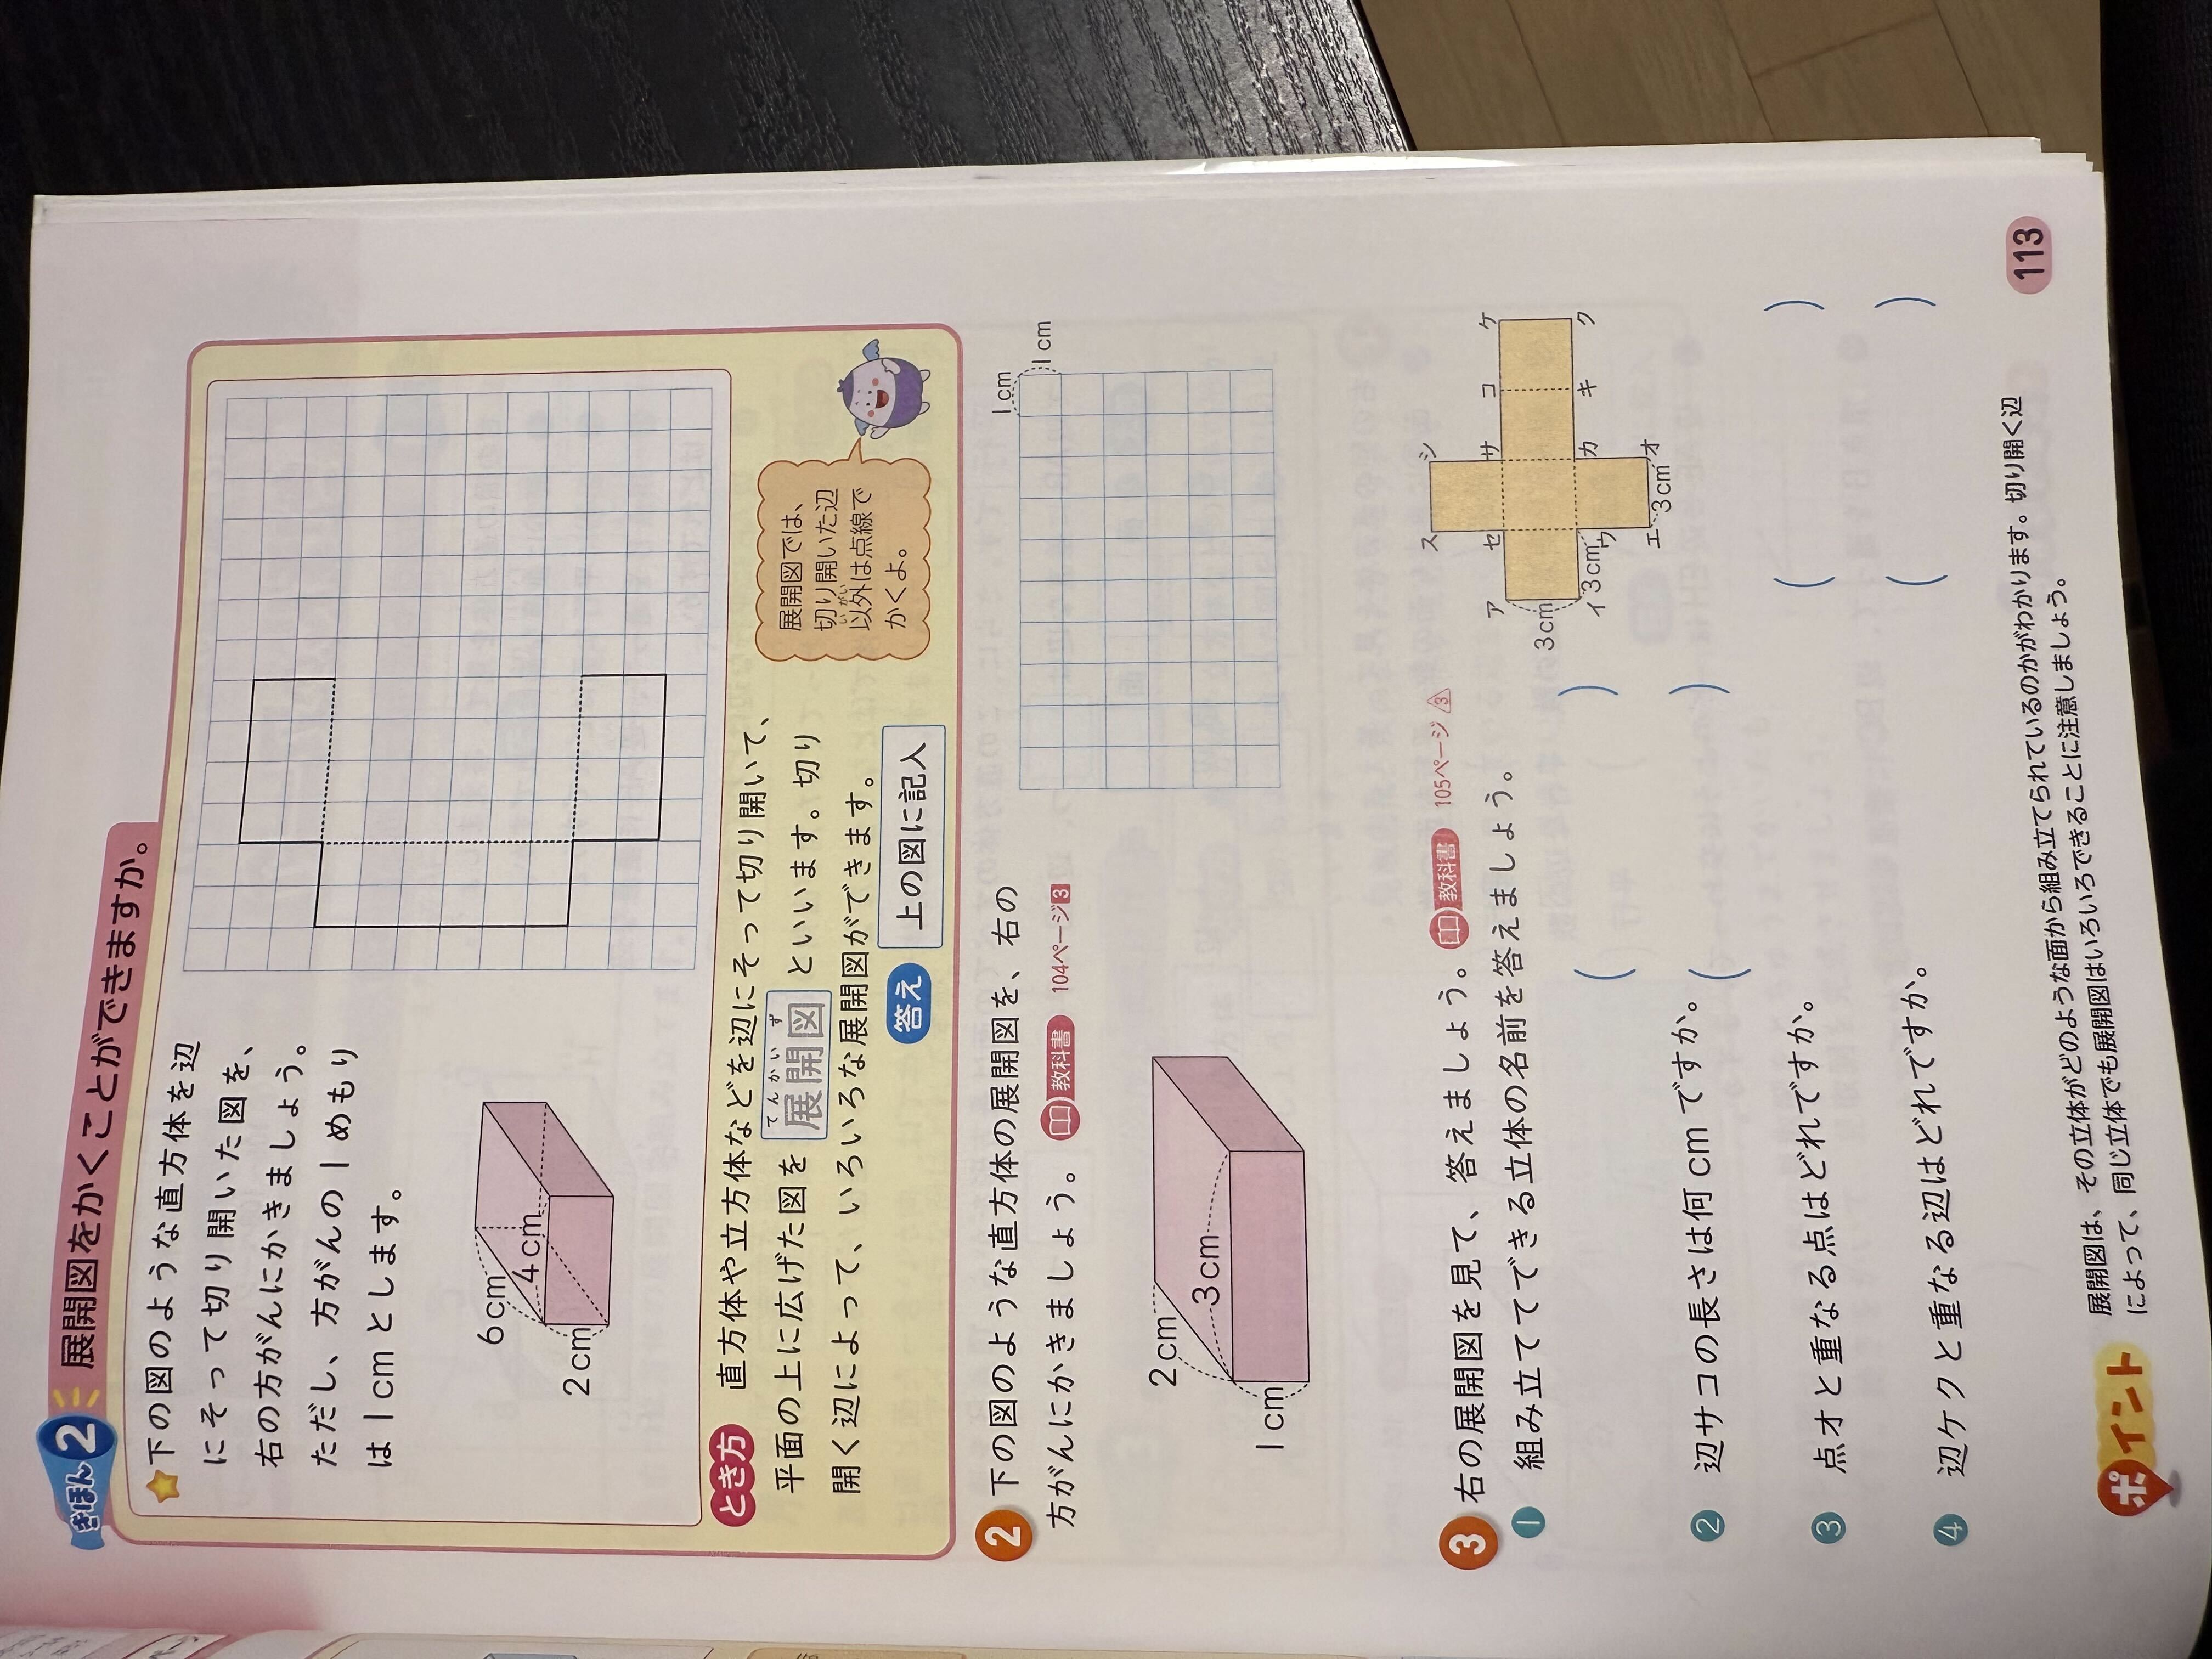 きほん2 展開図をかくことができますか。
下の図のような直方体を辺
にそって切り開いた図を、
右の方がんにかきましょう。
ただし、方がんの1めもり
は1cmとします。
6cm
4cm
2cm
とき方 直方体や立方体などを辺にそって切り開いて、
てんかいず
平面の上に広げた図を 展開図 といいます。切り
開く辺によって、いろいろな展開図ができます。
答え 上の図に記入
展開図では、
切り開いた辺
いがい
以外は点線で
かくよ。
2 下の図のような直方体の展開図を、右の
方がんにかきましょう。 教科書 104ページ3
2cm
3cm
1cm
1cm
1cm
3 右の展開図を見て、答えましょう。 教科書 105ページ3
1 組み立ててできる立体の名前を答えましょう。
( )
2 辺サコの長さは何cmですか。
( )
3 点オと重なる点はどれですか。
( )
4 辺ケクと重なる辺はどれですか。
( )
ス シ
ア セ サ コ ケ
3cm
イ 3cm ウ カ キ ク
エ 3cm オ
ポイント 展開図は、その立体がどのような面から組み立てられているのかがわかります。切り開く辺
によって、同じ立体でも展開図はいろいろできることに注意しましょう。
113